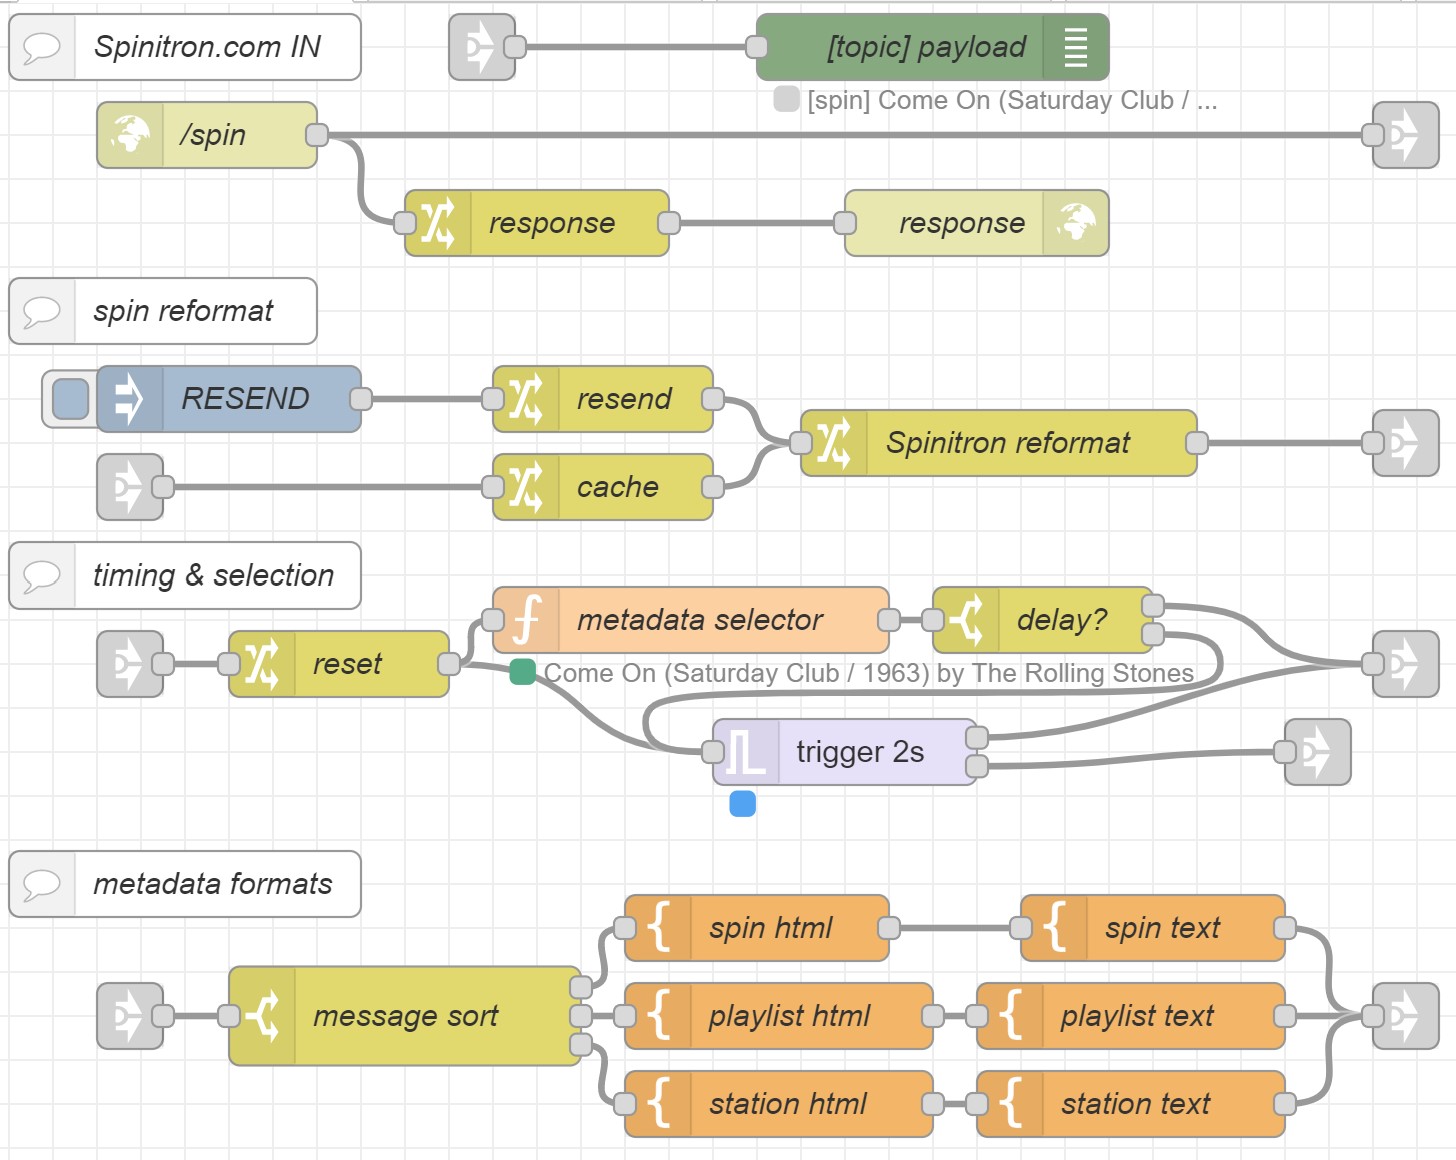 Spinitron.com IN
[topic] payload
[spin] Come On (Saturday Club / ...
/spin
response
response
spin reformat
RESEND
resend
Spinitron reformat
cache
timing & selection
metadata selector
delay?
reset
Come On (Saturday Club / 1963) by The Rolling Stones
trigger 2s
metadata formats
spin html
spin text
message sort
playlist html
playlist text
station html
station text